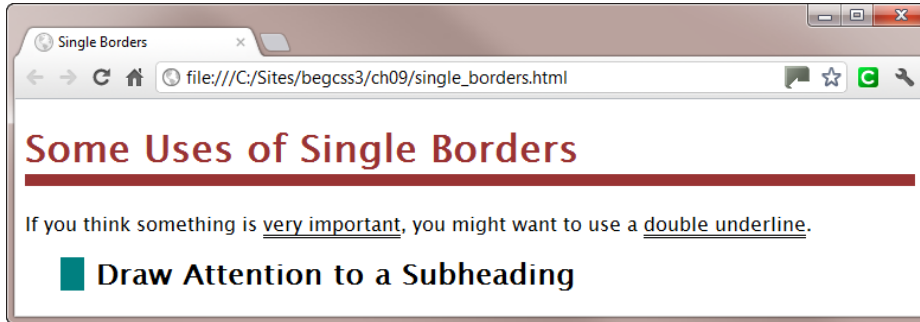 Single Borders
file:///C:/Sites/begcss3/ch09/single_borders.html
Some Uses of Single Borders
If you think something is very important, you might want to use a double underline.
Draw Attention to a Subheading